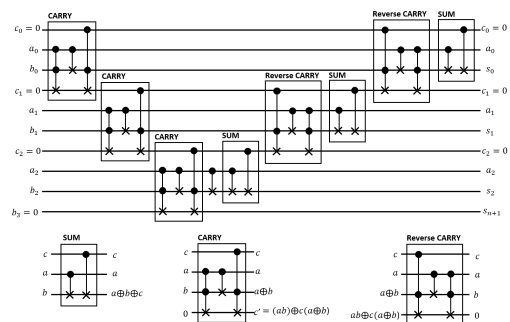 CARRY
Reverse CARRY
SUM
c₀ = 0
c₀ = 0
a₀
a₀
b₀
s₀
c₁ = 0
CARRY
Reverse CARRY
SUM
c₁ = 0
a₁
a₁
b₁
s₁
c₂ = 0
CARRY
SUM
c₂ = 0
a₂
a₂
b₂
s₂
b₃ = 0
sₙ₊₁
SUM
c
c
a
a
b
a⊕b⊕c
CARRY
c
c
a
a
b
a⊕b
0
c' = (ab)⊕c(a⊕b)
Reverse CARRY
c
c
a
a
a⊕b
b
ab⊕c(a⊕b)
0